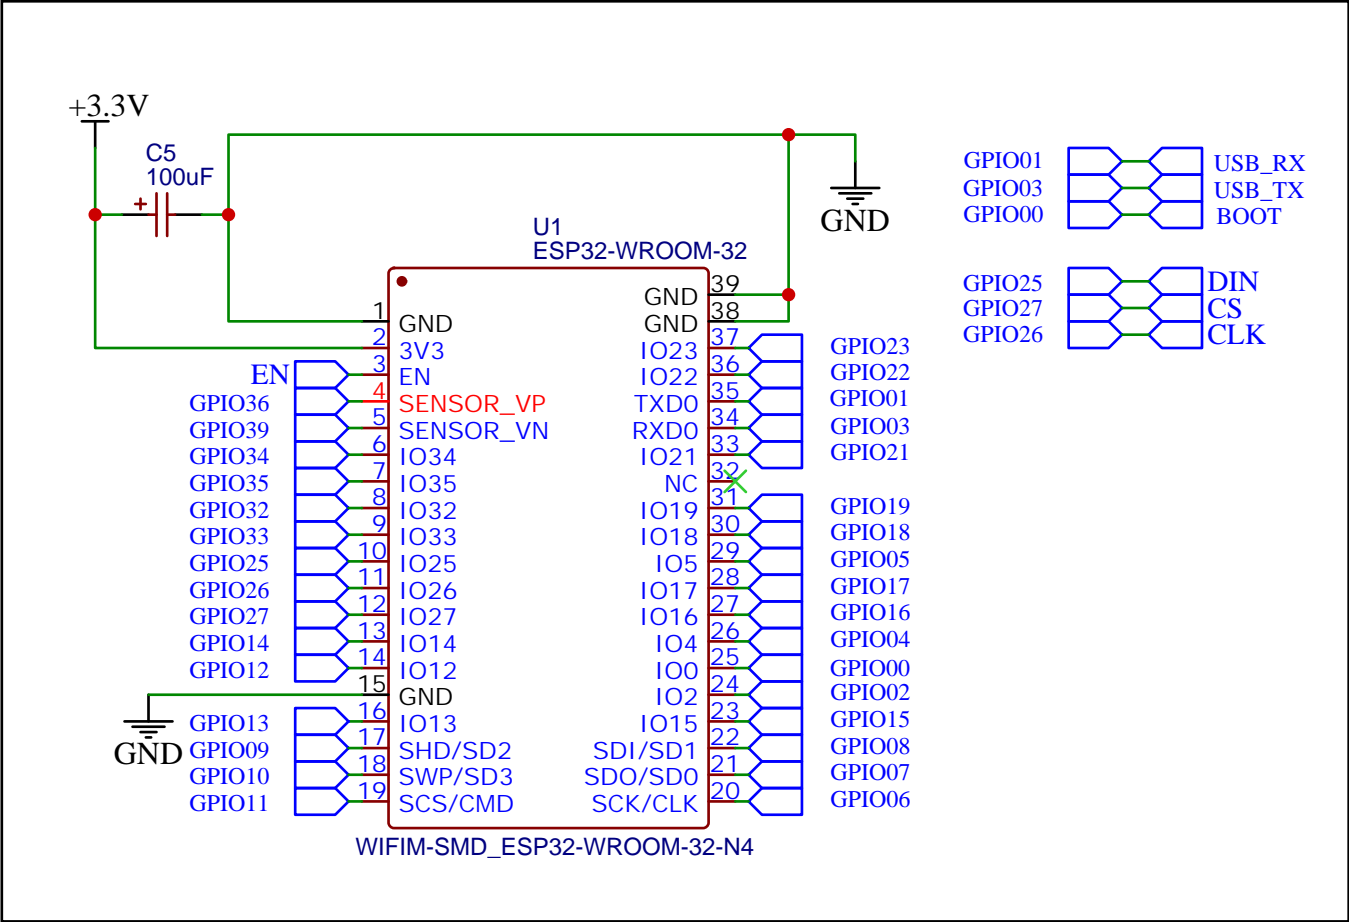 +3.3V
C5
100uF
+
GND
U1
ESP32-WROOM-32
1 GND
2 3V3
EN 3 EN
GPIO36 4 SENSOR_VP
GPIO39 5 SENSOR_VN
GPIO34 6 IO34
GPIO35 7 IO35
GPIO32 8 IO32
GPIO33 9 IO33
GPIO25 10 IO25
GPIO26 11 IO26
GPIO27 12 IO27
GPIO14 13 IO14
GPIO12 14 IO12
15 GND
GND
GPIO13 16 IO13
GPIO09 17 SHD/SD2
GPIO10 18 SWP/SD3
GPIO11 19 SCS/CMD
GND 39
GND 38
IO23 37 GPIO23
IO22 36 GPIO22
TXD0 35 GPIO01
RXD0 34 GPIO03
IO21 33 GPIO21
NC 32
IO19 31 GPIO19
IO18 30 GPIO18
IO5 29 GPIO05
IO17 28 GPIO17
IO16 27 GPIO16
IO4 26 GPIO04
IO0 25 GPIO00
IO2 24 GPIO02
IO15 23 GPIO15
SDI/SD1 22 GPIO08
SDO/SD0 21 GPIO07
SCK/CLK 20 GPIO06
WIFIM-SMD_ESP32-WROOM-32-N4
GPIO01 USB_RX
GPIO03 USB_TX
GPIO00 BOOT
GPIO25 DIN
GPIO27 CS
GPIO26 CLK